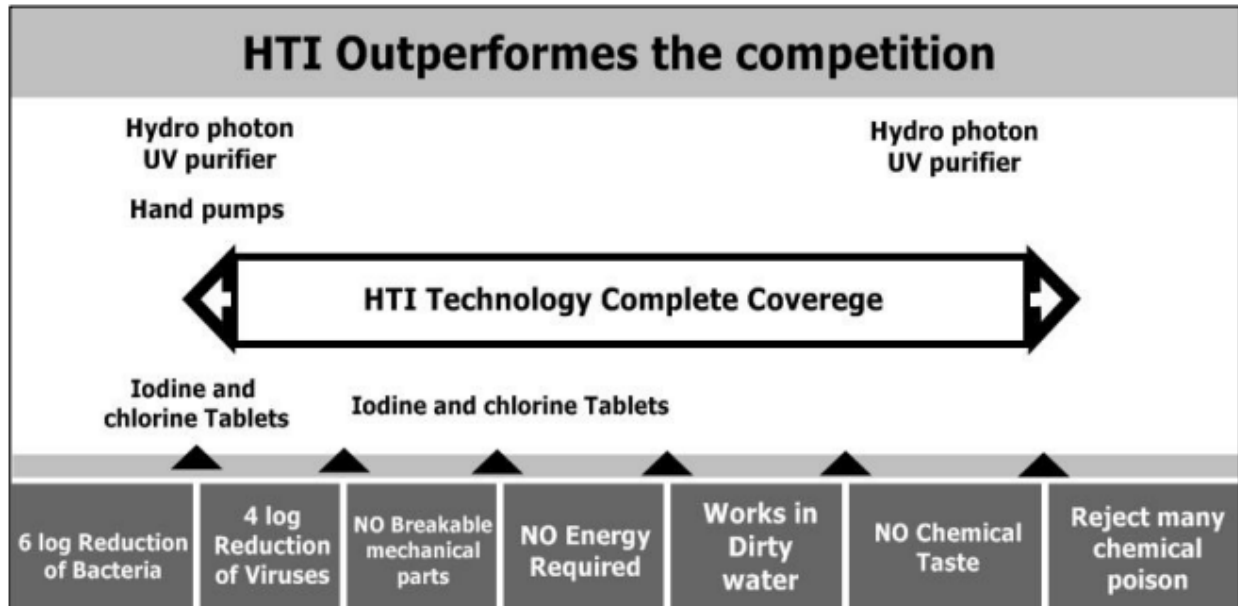 HTI Outperformes the competition
Hydro photon
UV purifier
Hydro photon
UV purifier
Hand pumps
HTI Technology Complete Coverege
Iodine and
chlorine Tablets
Iodine and chlorine Tablets
6 log Reduction
of Bacteria
4 log
Reduction
of Viruses
NO Breakable
mechanical
parts
NO Energy
Required
Works in
Dirty
water
NO Chemical
Taste
Reject many
chemical
poison